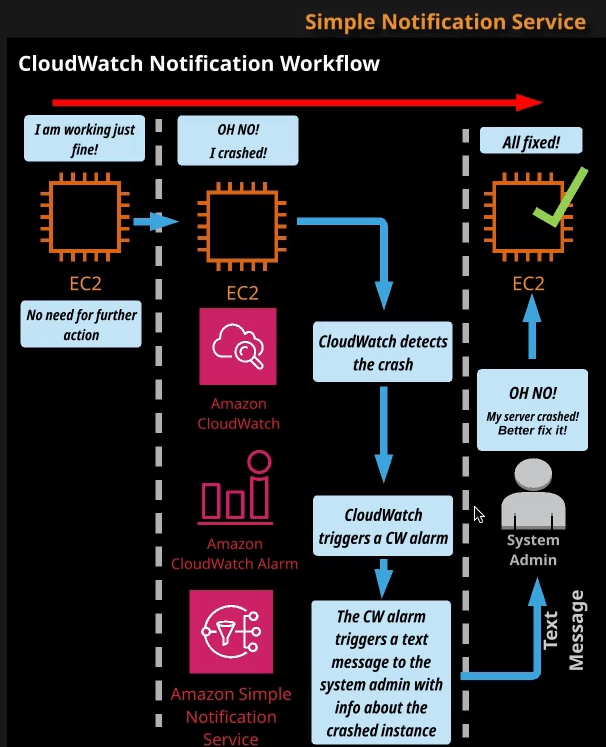 Simple Notification Service
CloudWatch Notification Workflow
I am working just
fine!
EC2
No need for further
action
OH NO!
I crashed!
EC2
Amazon
CloudWatch
Amazon
CloudWatch Alarm
Amazon Simple
Notification
Service
CloudWatch detects
the crash
CloudWatch
triggers a CW alarm
The CW alarm
triggers a text
message to the
system admin with
info about the
crashed instance
Text
Message
System
Admin
OH NO!
My server crashed!
Better fix it!
All fixed!
EC2